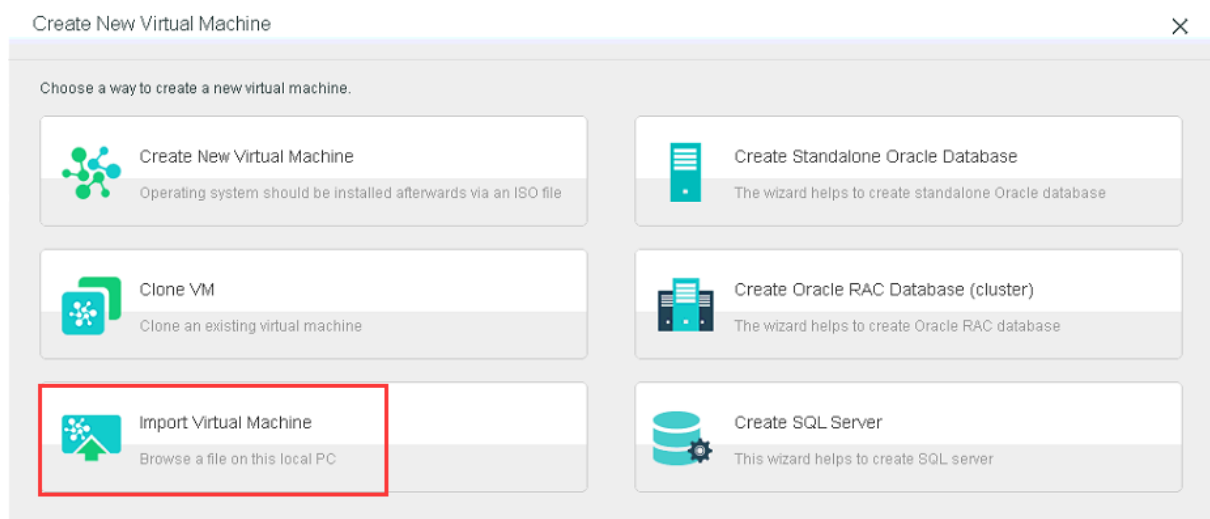 Create New Virtual Machine
Choose a way to create a new virtual machine.
Create New Virtual Machine
Operating system should be installed afterwards via an ISO file
Create Standalone Oracle Database
The wizard helps to create standalone Oracle database
Clone VM
Clone an existing virtual machine
Create Oracle RAC Database (cluster)
The wizard helps to create Oracle RAC database
Import Virtual Machine
Browse a file on this local PC
Create SQL Server
This wizard helps to create SQL server